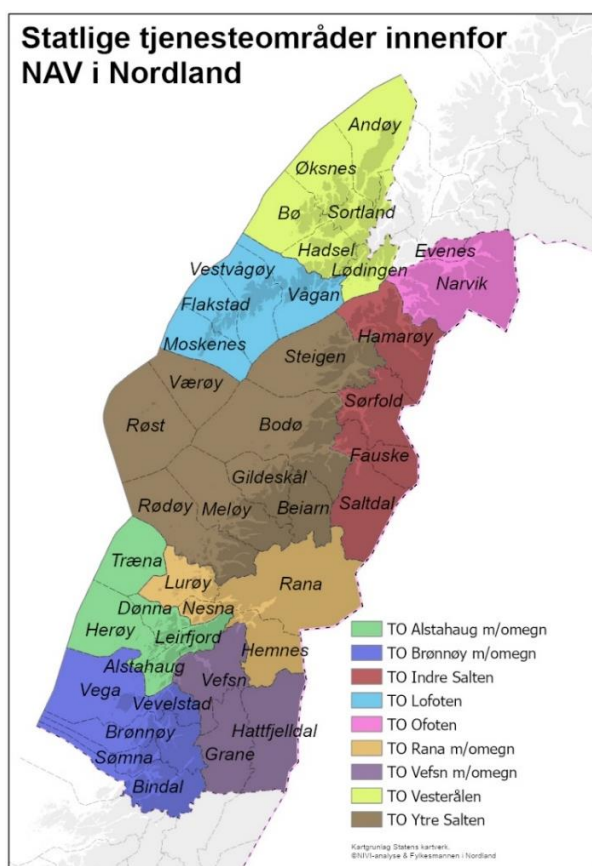 Statlige tjenesteområder innenfor
NAV i Nordland
Andøy
Øksnes
Bø
Sortland
Hadsel
Lødingen
Evenes
Narvik
Vestvågøy
Vågan
Flakstad
Moskenes
Hamarøy
Steigen
Værøy
Sørfold
Røst
Bodø
Fauske
Gildeskål
Saltdal
Rødøy
Meløy
Beiarn
Træna
Lurøy
Rana
Dønna
Nesna
Herøy
Leirfjord
Hemnes
Alstahaug
Vefsn
Vega
Vevelstad
Hattfjelldal
Brønnøy
Grane
Sømna
Bindal
TO Alstahaug m/omegn
TO Brønnøy m/omegn
TO Indre Salten
TO Lofoten
TO Ofoten
TO Rana m/omegn
TO Vefsn m/omegn
TO Vesterålen
TO Ytre Salten
Kartgrunlag Statens kartverk.
©NIVI-analyse & Fylkesmannen i Nordland